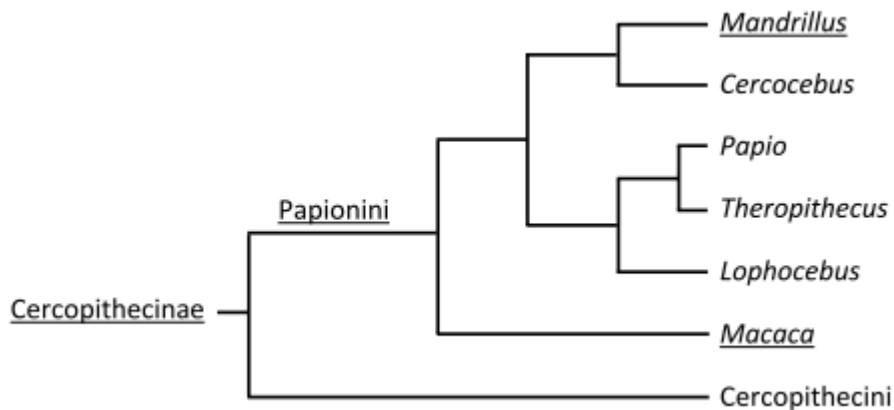 Mandrillus
Cercocebus
Papio
Papionini
Theropithecus
Lophocebus
Cercopithecinae
Macaca
Cercopithecini